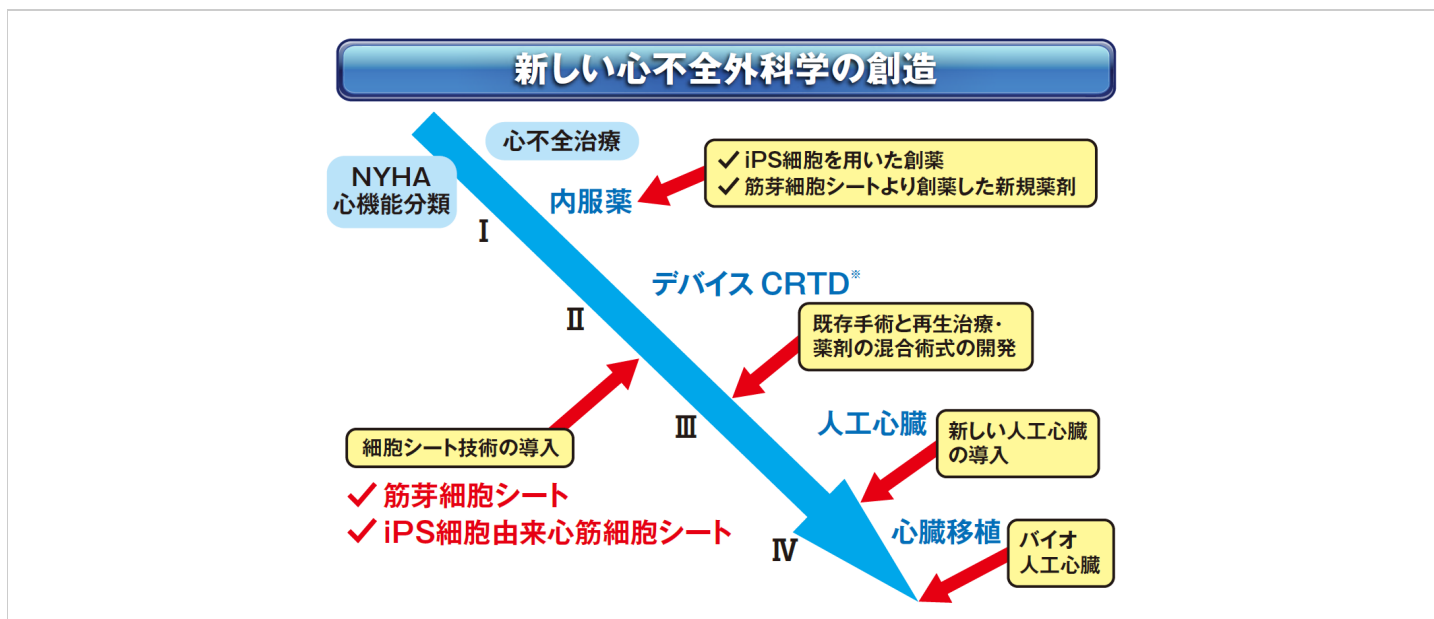 新しい心不全外科学の創造
心不全治療
NYHA
心機能分類
✓ iPS細胞を用いた創薬
✓ 筋芽細胞シートより創薬した新規薬剤
内服薬
I
デバイス CRTD※
II
既存手術と再生治療・
薬剤の混合術式の開発
III
人工心臓
新しい人工心臓
の導入
細胞シート技術の導入
✓ 筋芽細胞シート
✓ iPS細胞由来心筋細胞シート
IV
心臓移植
バイオ
人工心臓